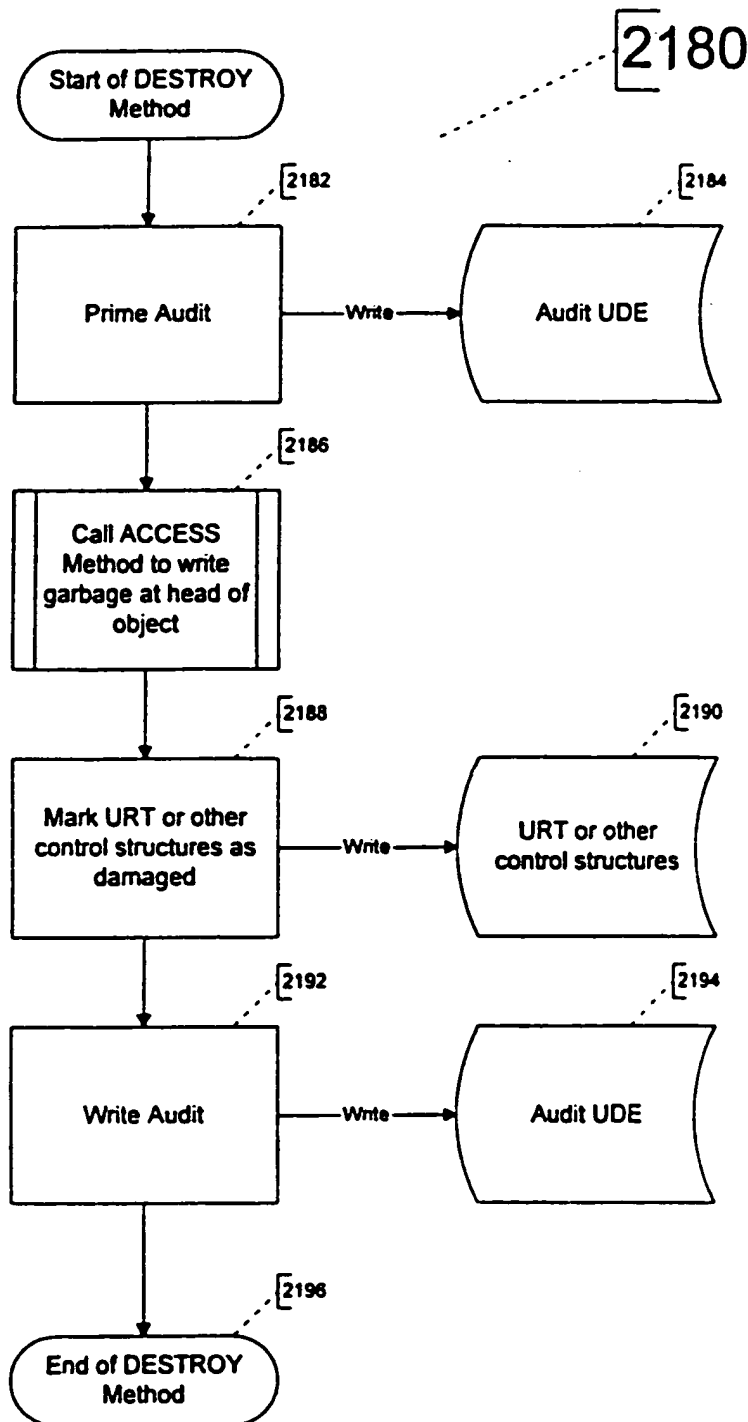 2180
Start of DESTROY
Method
2182
2184
Prime Audit
Write
Audit UDE
2186
Call ACCESS
Method to write
garbage at head of
object
2188
2190
Mark URT or other
control structures as
damaged
Write
URT or other
control structures
2192
2194
Write Audit
Write
Audit UDE
2196
End of DESTROY
Method